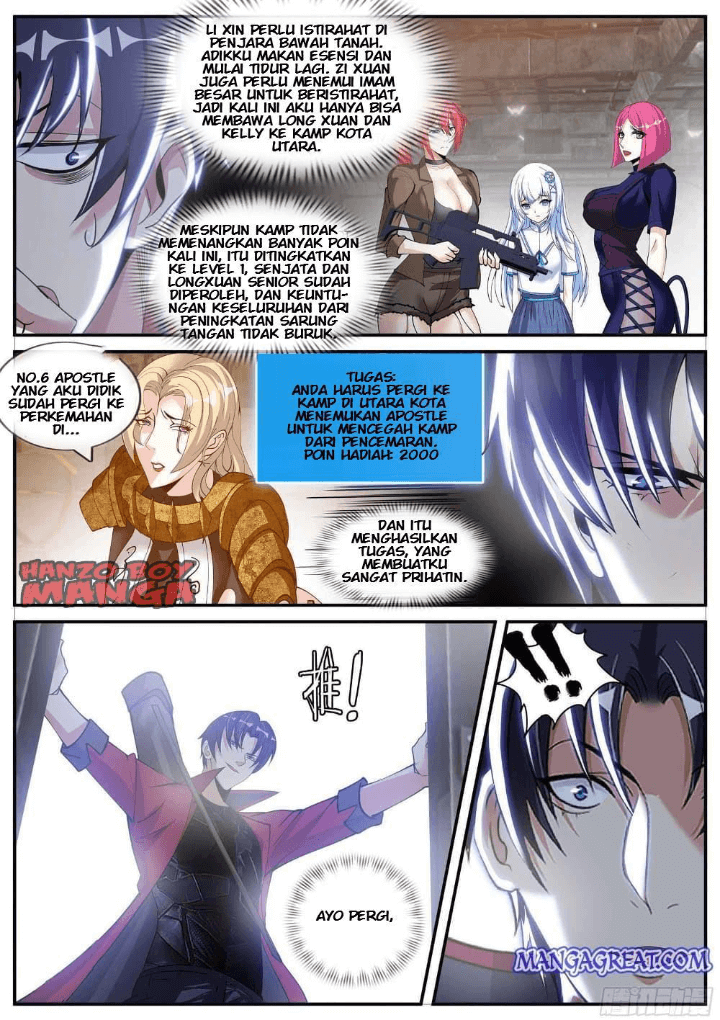 LI XIN PERLU ISTIRAHAT DI
PENJARA BAWAH TANAH.
ADIKKU MAKAN ESENSI DAN
MULAI TIDUR LAGI. ZI XUAN
JUGA PERLU MENEMUI IMAM
BESAR UNTUK BERISTIRAHAT,
JADI KALI INI AKU HANYA BISA
MEMBAWA LONG XUAN DAN
KELLY KE KAMP KOTA
UTARA.
MESKIPUN KAMP TIDAK
MEMENANGKAN BANYAK POIN
KALI INI, ITU DITINGKATKAN
KE LEVEL 1, SENJATA DAN
LONGXUAN SENIOR SUDAH
DIPEROLEH, DAN KEUNTU-
NGAN KESELURUHAN DARI
PENINGKATAN SARUNG
TANGAN TIDAK BURUK.
NO.6 APOSTLE
YANG AKU DIDIK
SUDAH PERGI KE
PERKEMAHAN
DI...
TUGAS:
ANDA HARUS PERGI KE
KAMP DI UTARA KOTA
MENEMUKAN APOSTLE
UNTUK MENCEGAH KAMP
DARI PENCEMARAN.
POIN HADIAH: 2000
DAN ITU
MENGHASILKAN
TUGAS, YANG
MEMBUATKU
SANGAT PRIHATIN.
HANZO BOY
MANGA
推!
!!
AYO PERGI,
MANGAGREAT.COM
腾讯动漫